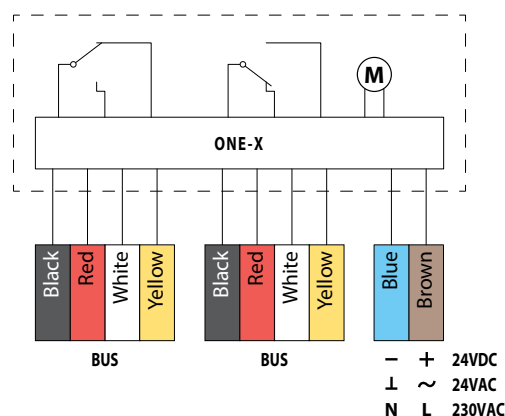 M
ONE-X
Black Red White Yellow Black Red White Yellow Blue Brown
BUS BUS
− + 24VDC
⊥ ~ 24VAC
N L 230VAC